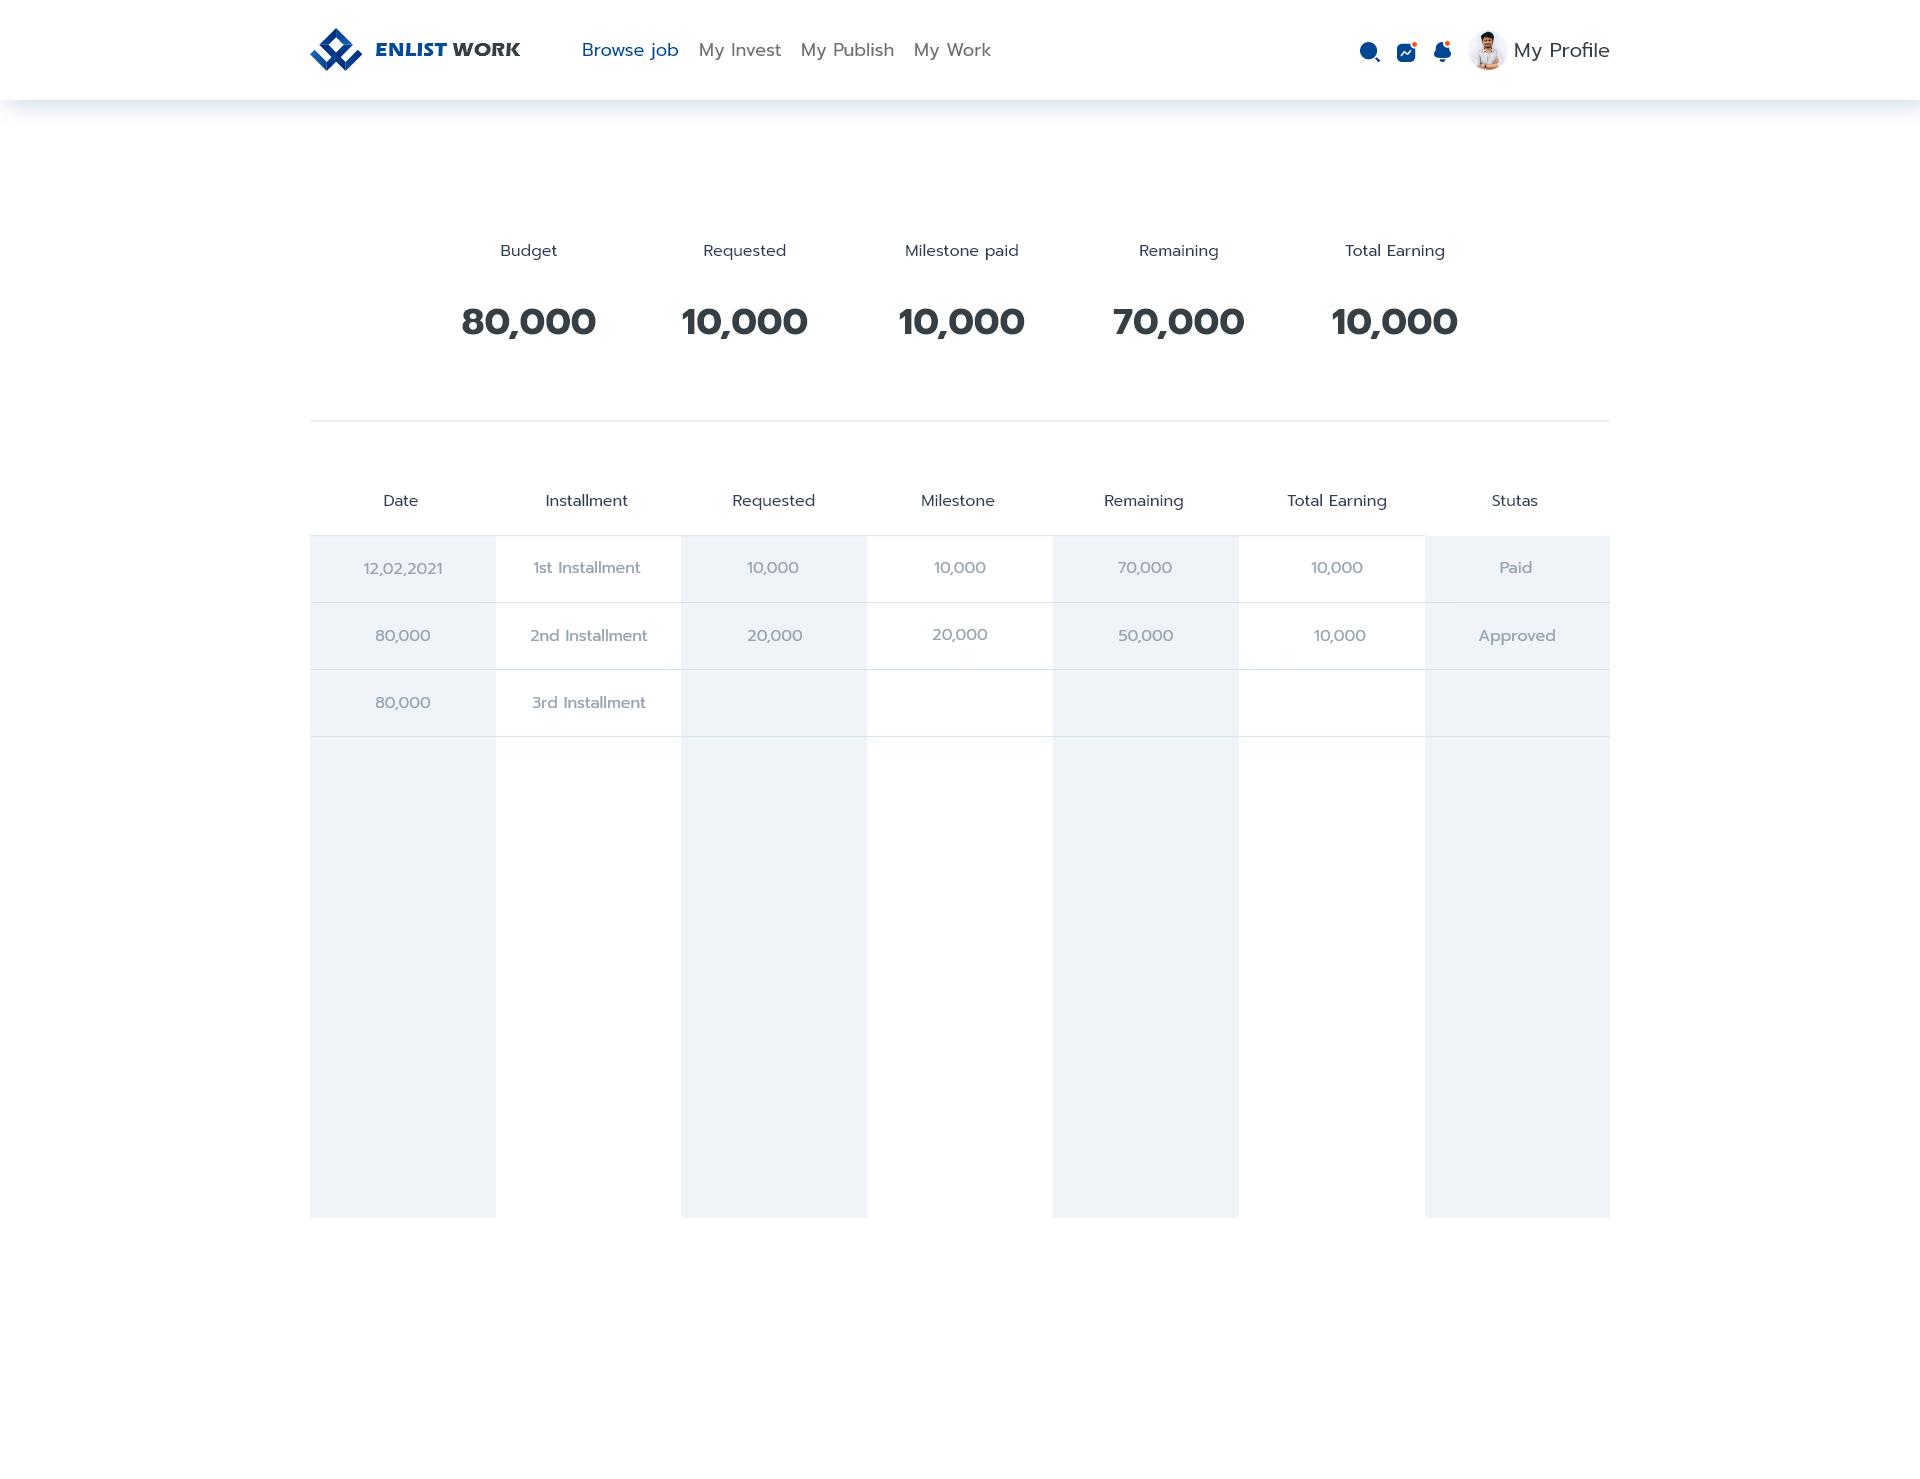 ENLIST WORK
Browse job My Invest My Publish My Work
My Profile
Budget Requested Milestone paid Remaining Total Earning
80,000 10,000 10,000 70,000 10,000
Date Installment Requested Milestone Remaining Total Earning Stutas
12,02,2021 1st Installment 10,000 10,000 70,000 10,000 Paid
80,000 2nd Installment 20,000 20,000 50,000 10,000 Approved
80,000 3rd Installment